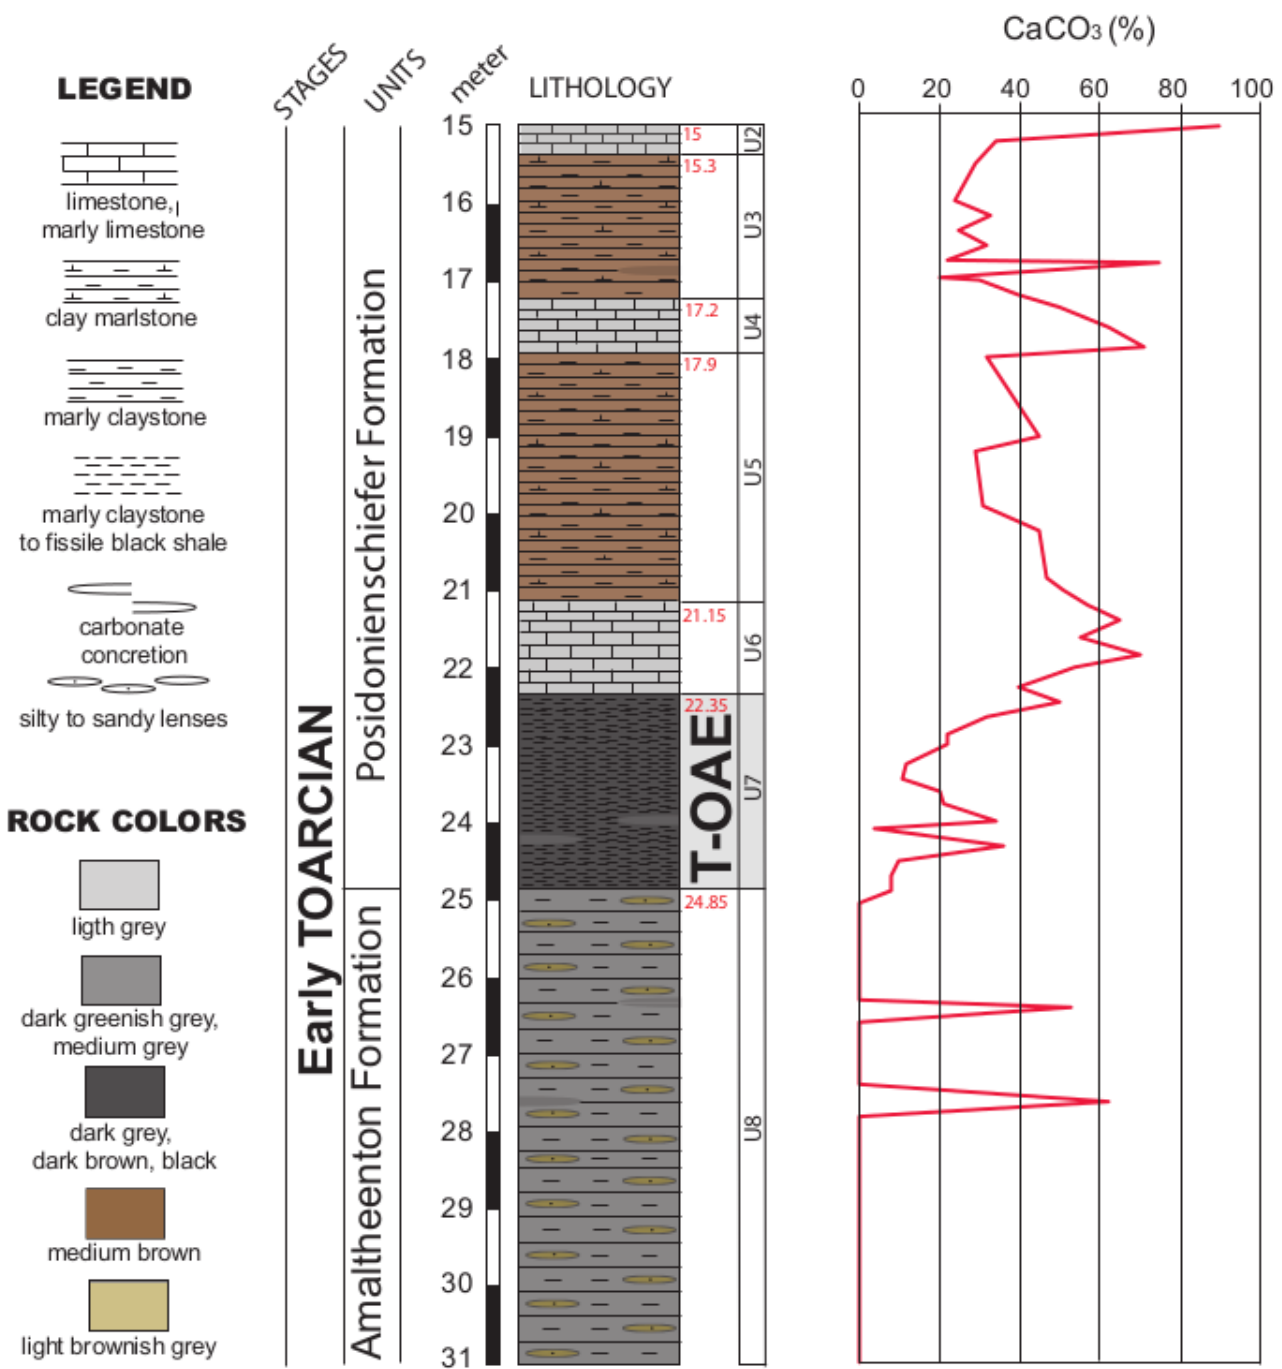 CaCO3 (%)
LEGEND
STAGES
UNITS
meter
LITHOLOGY
0 20 40 60 80 100
limestone,
marly limestone
clay marlstone
marly claystone
marly claystone
to fissile black shale
carbonate
concretion
silty to sandy lenses
ROCK COLORS
ligth grey
dark greenish grey,
medium grey
dark grey,
dark brown, black
medium brown
light brownish grey
Early TOARCIAN
Posidonienschiefer Formation
Amaltheenton Formation
15
16
17
18
19
20
21
22
23
24
25
26
27
28
29
30
31
15
15.3
17.2
17.9
21.15
22.35
24.85
T-OAE
U2
U3
U4
U5
U6
U7
U8